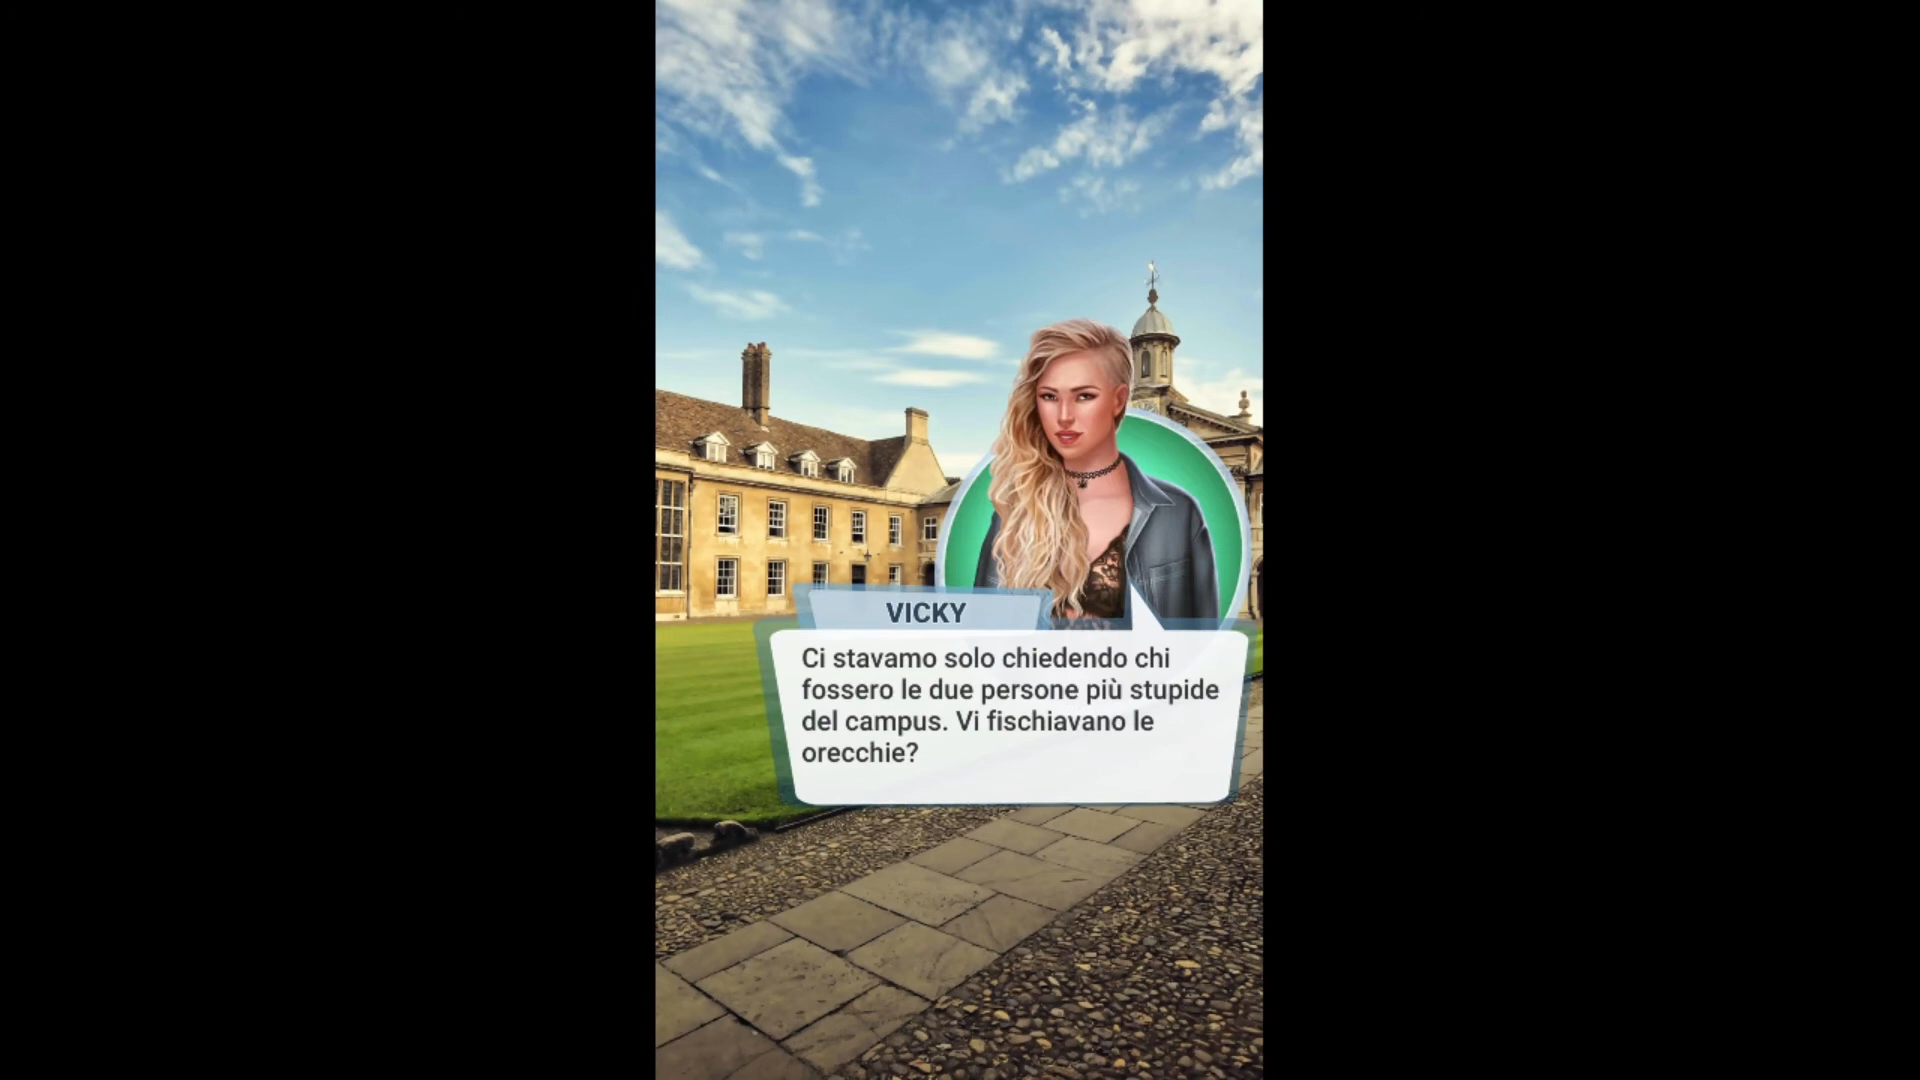 VICKY
Ci stavamo solo chiedendo chi
fossero le due persone più stupide
del campus. Vi fischiavano le
orecchie?